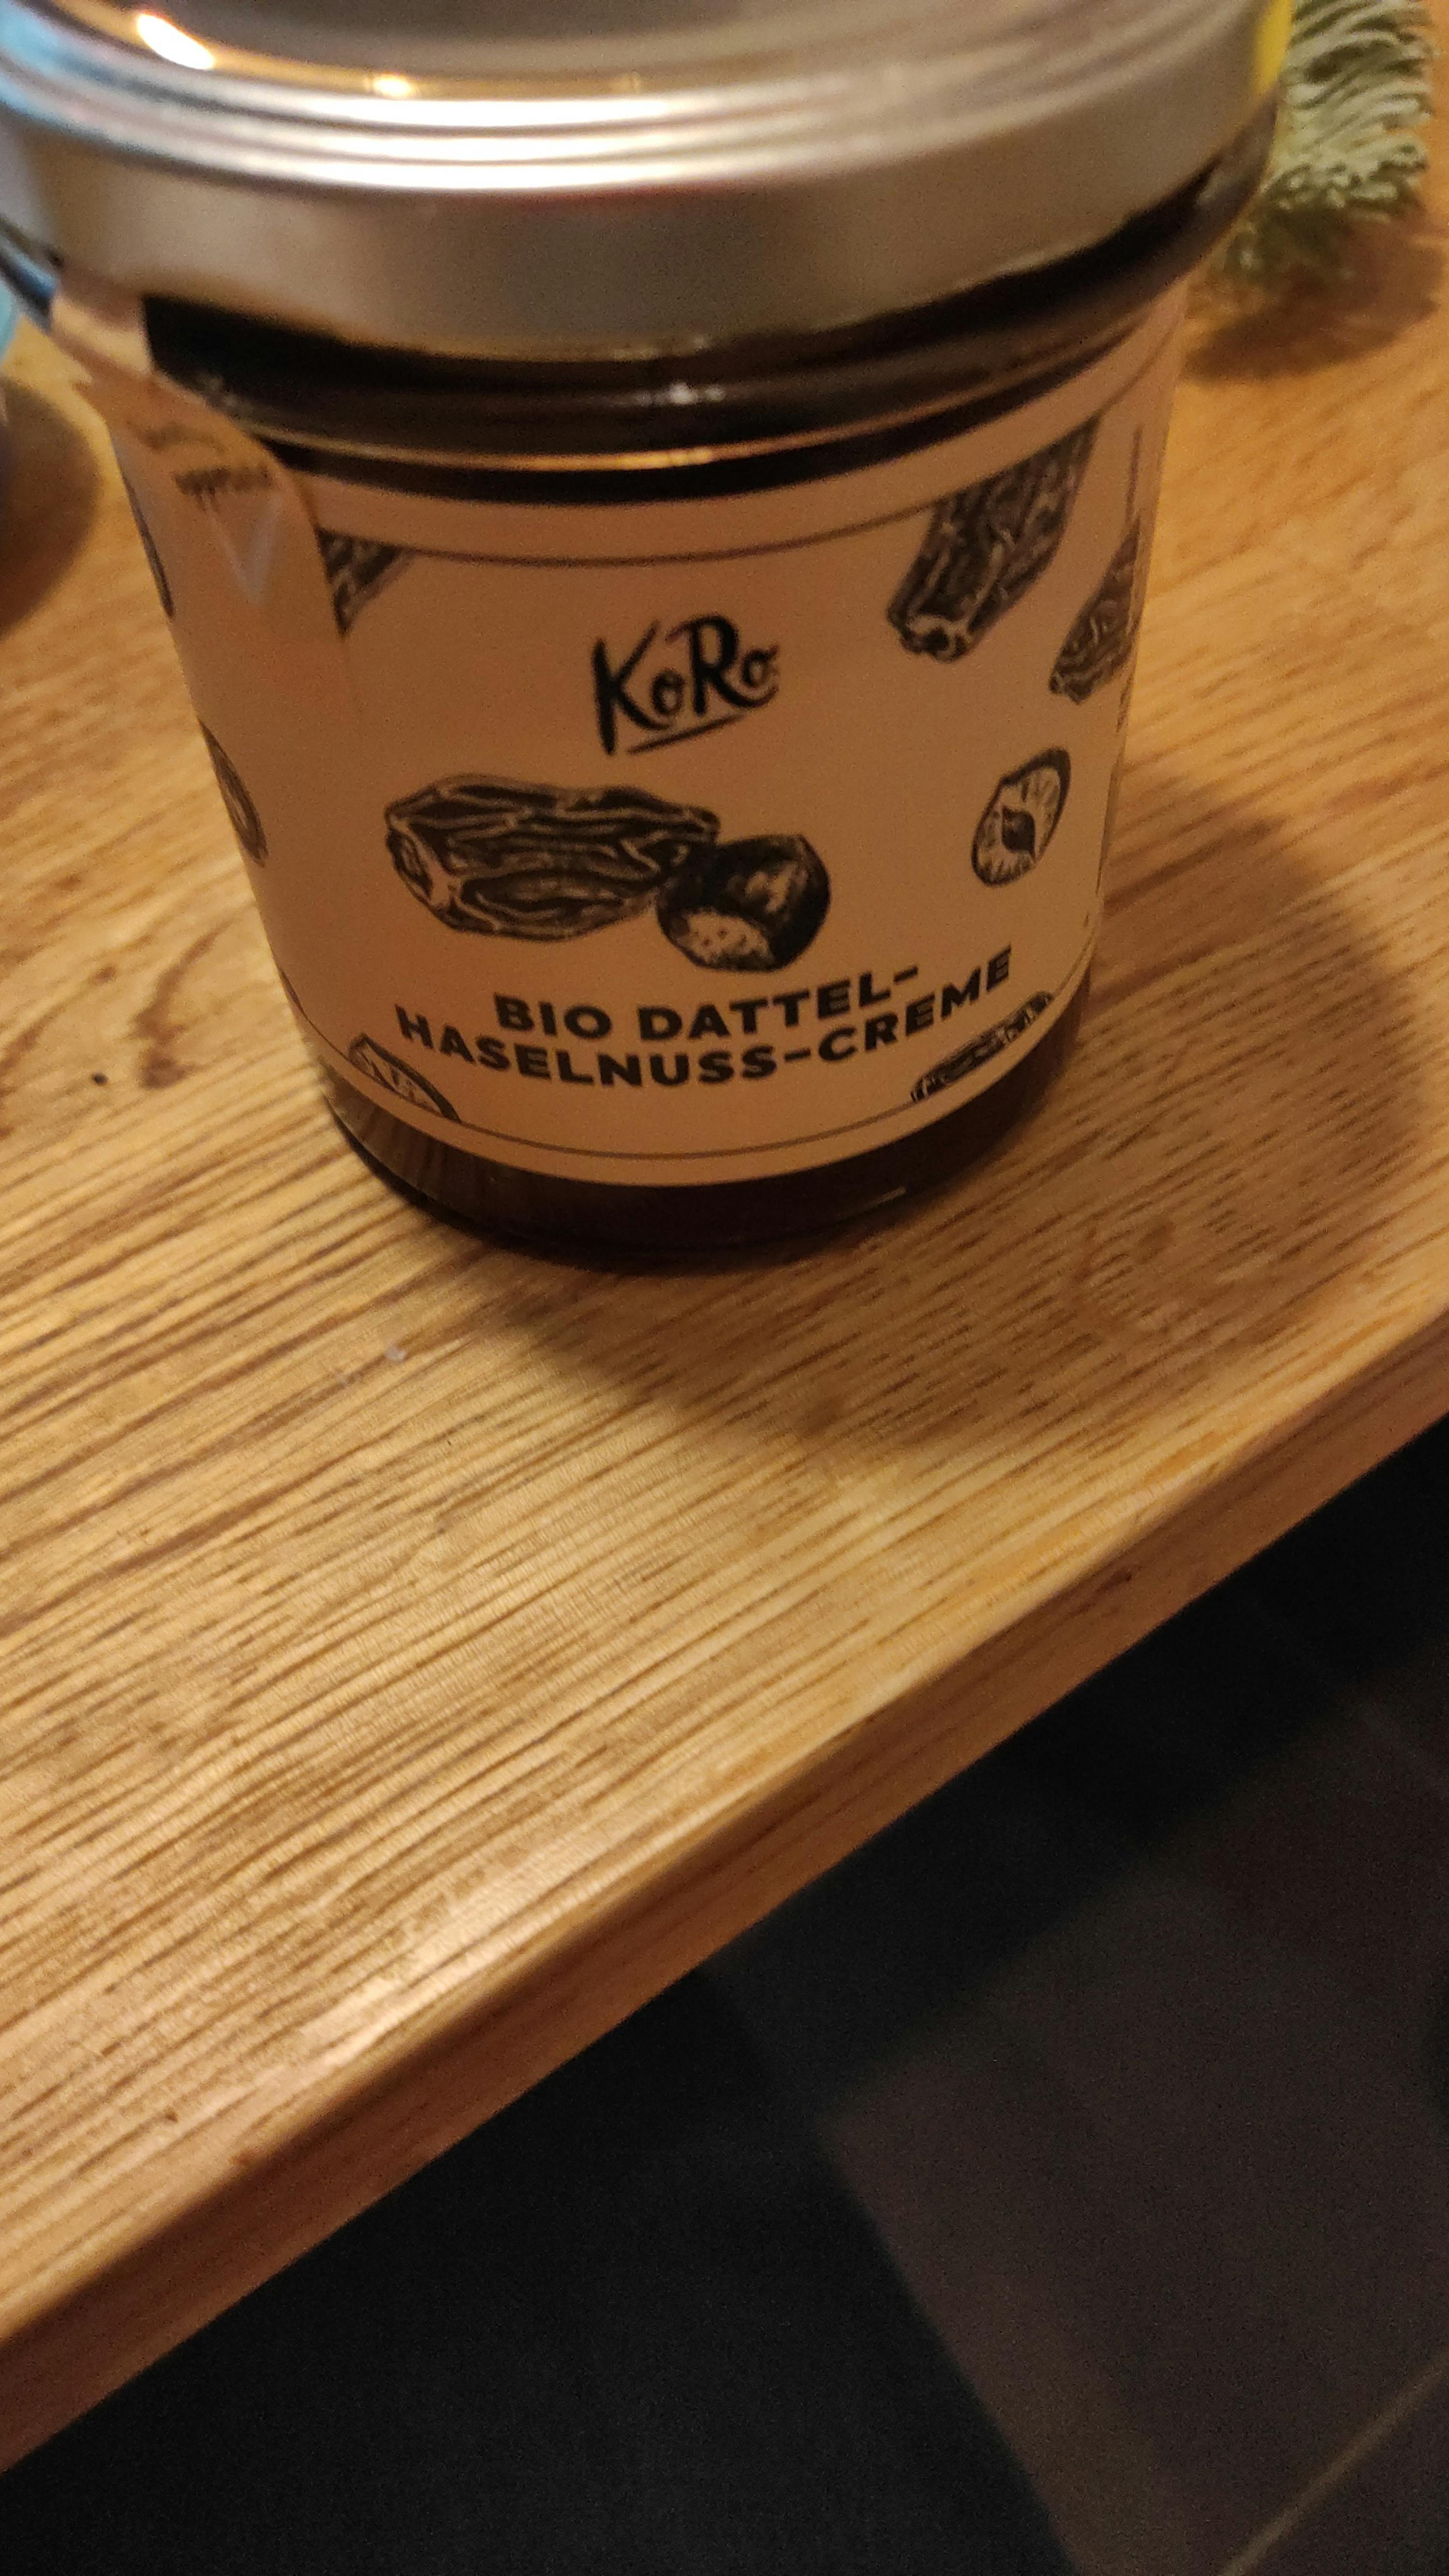 KoRo
BIO DATTEL-
HASELNUSS-CREME